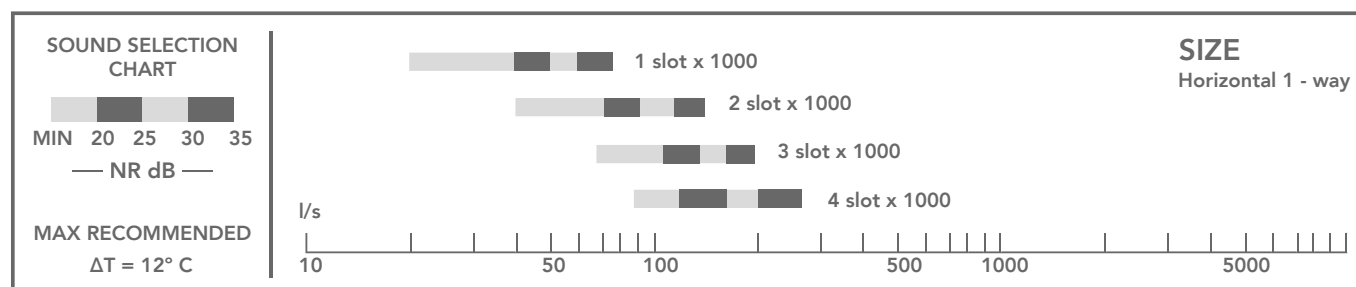 SOUND SELECTION
CHART
MIN 20 25 30 35
NR dB
MAX RECOMMENDED
ΔT = 12° C
1 slot x 1000
2 slot x 1000
3 slot x 1000
4 slot x 1000
SIZE
Horizontal 1 - way
l/s
10 50 100 500 1000 5000